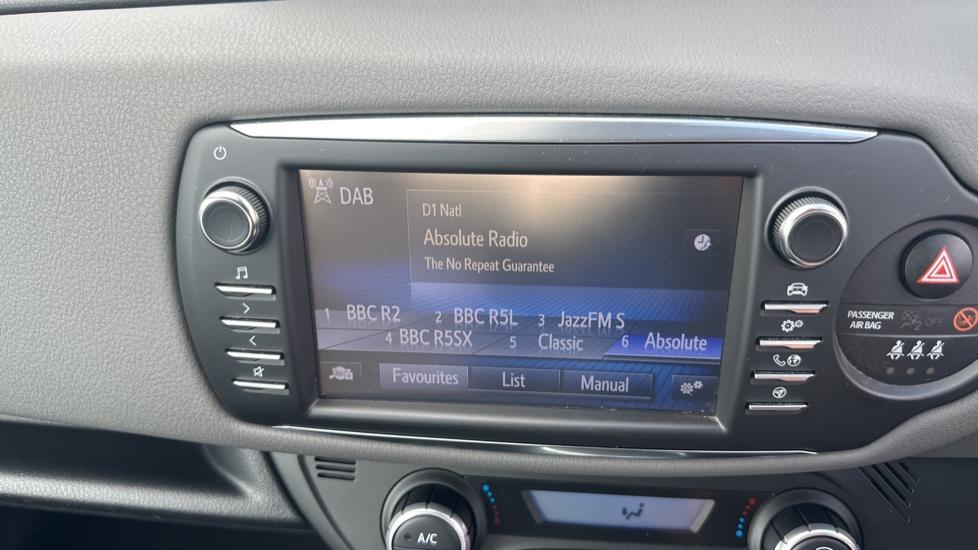 DAB
D1 Natl
Absolute Radio
The No Repeat Guarantee
1 BBC R2 2 BBC R5L 3 JazzFM S
4 BBC R5SX 5 Classic 6 Absolute
Favourites List Manual
PASSENGER
AIR BAG OFF
A/C